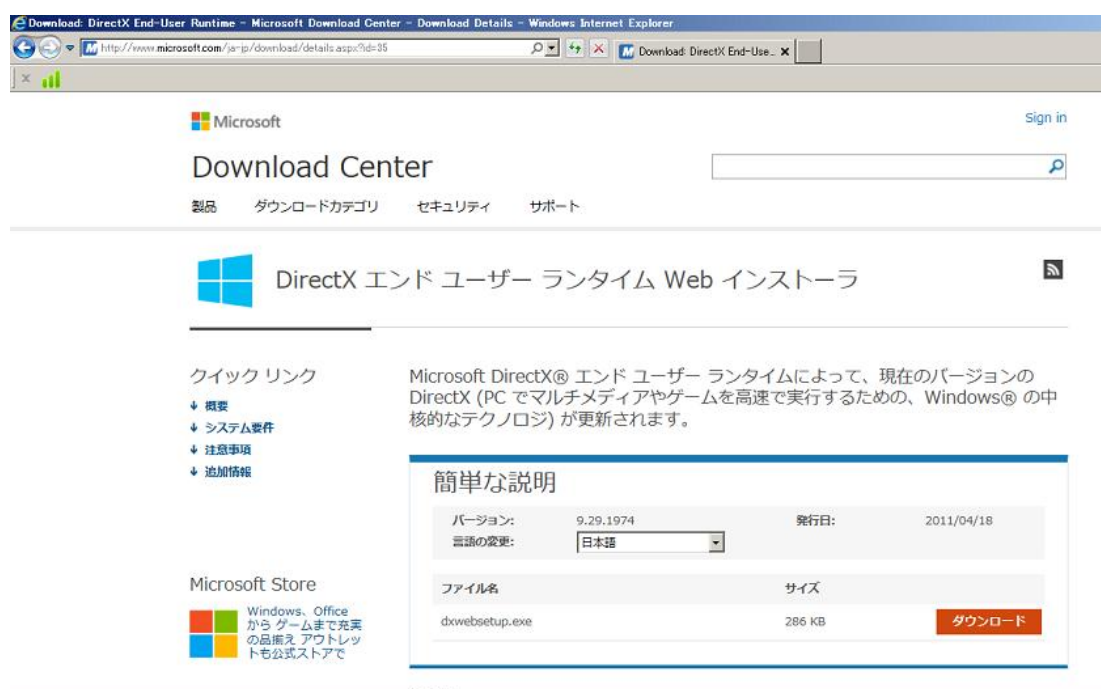 Download: DirectX End-User Runtime - Microsoft Download Center - Download Details - Windows Internet Explorer
http://www.microsoft.com/ja-jp/download/details.aspx?id=35
Download: DirectX End-Use...
Microsoft
Sign in
Download Center
製品 ダウンロードカテゴリ セキュリティ サポート
DirectX エンド ユーザー ランタイム Web インストーラ
クイック リンク
概要
システム要件
注意事項
追加情報
Microsoft DirectX® エンド ユーザー ランタイムによって、現在のバージョンの
DirectX (PC でマルチメディアやゲームを高速で実行するための、Windows® の中
核的なテクノロジ) が更新されます。
簡単な説明
バージョン: 9.29.1974 発行日: 2011/04/18
言語の変更: 日本語
ファイル名 サイズ
dxwebsetup.exe 286 KB ダウンロード
Microsoft Store
Windows、Office
から ゲームまで充実
の品揃え アウトレッ
トも公式ストアで